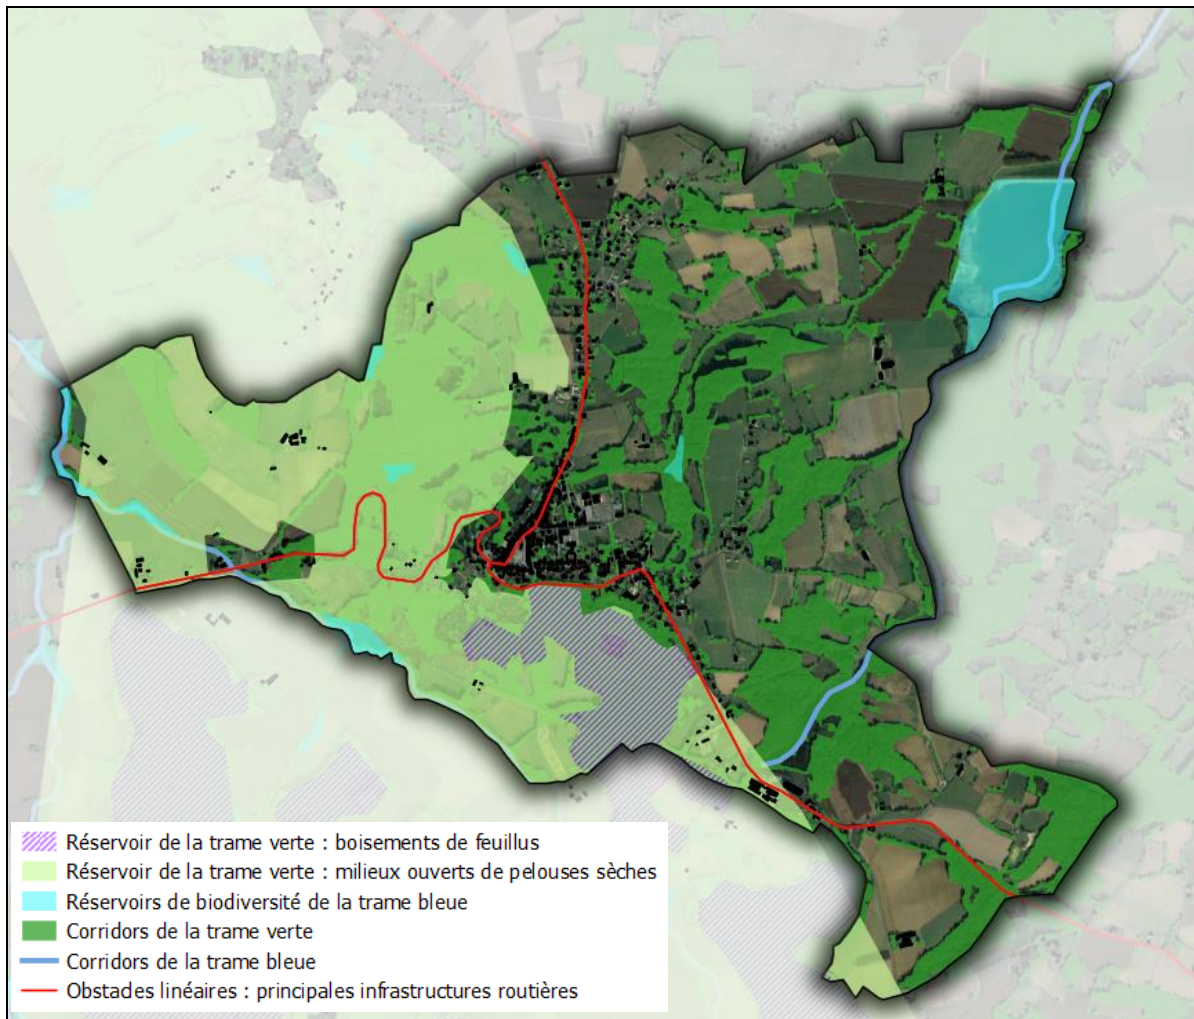 Réservoir de la trame verte : boisements de feuillus
Réservoir de la trame verte : milieux ouverts de pelouses sèches
Réservoirs de biodiversité de la trame bleue
Corridors de la trame verte
Corridors de la trame bleue
Obstacles linéaires : principales infrastructures routières